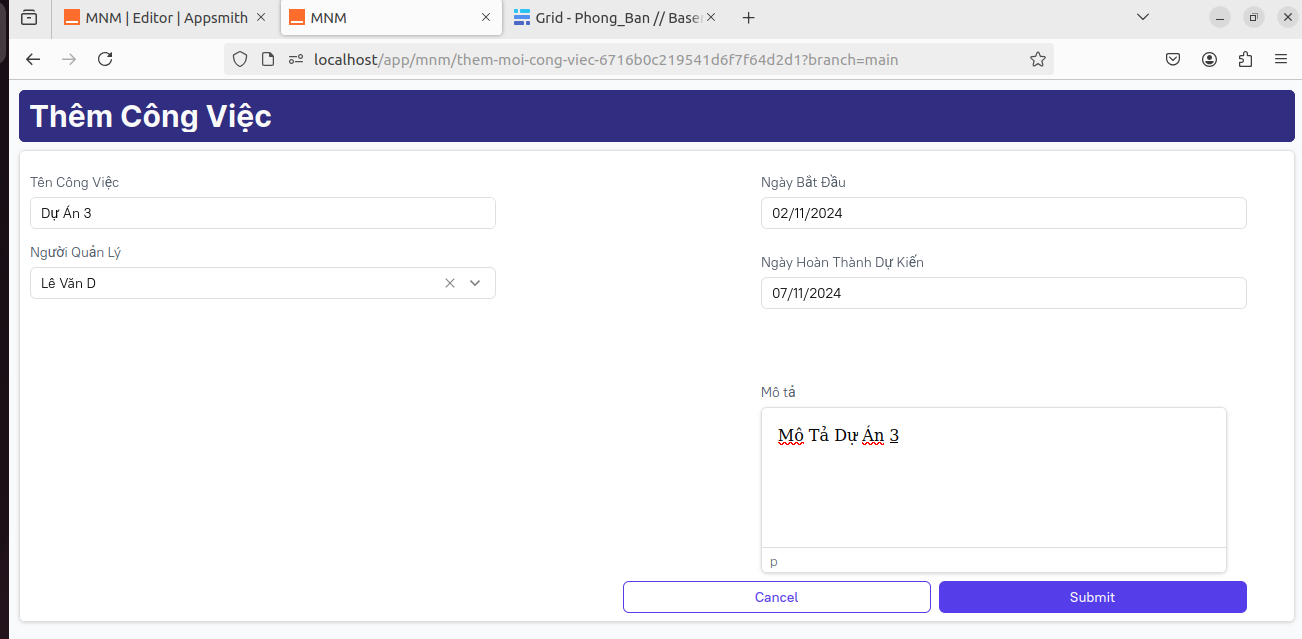 MNM | Editor | Appsmith
MNM
Grid - Phong_Ban // Base
localhost/app/mnm/them-moi-cong-viec-6716b0c219541d6f7f64d2d1?branch=main
Thêm Công Việc
Tên Công Việc
Dự Án 3
Người Quản Lý
Lê Văn D
Ngày Bắt Đầu
02/11/2024
Ngày Hoàn Thành Dự Kiến
07/11/2024
Mô tả
Mô Tả Dự Án 3
p
Cancel
Submit